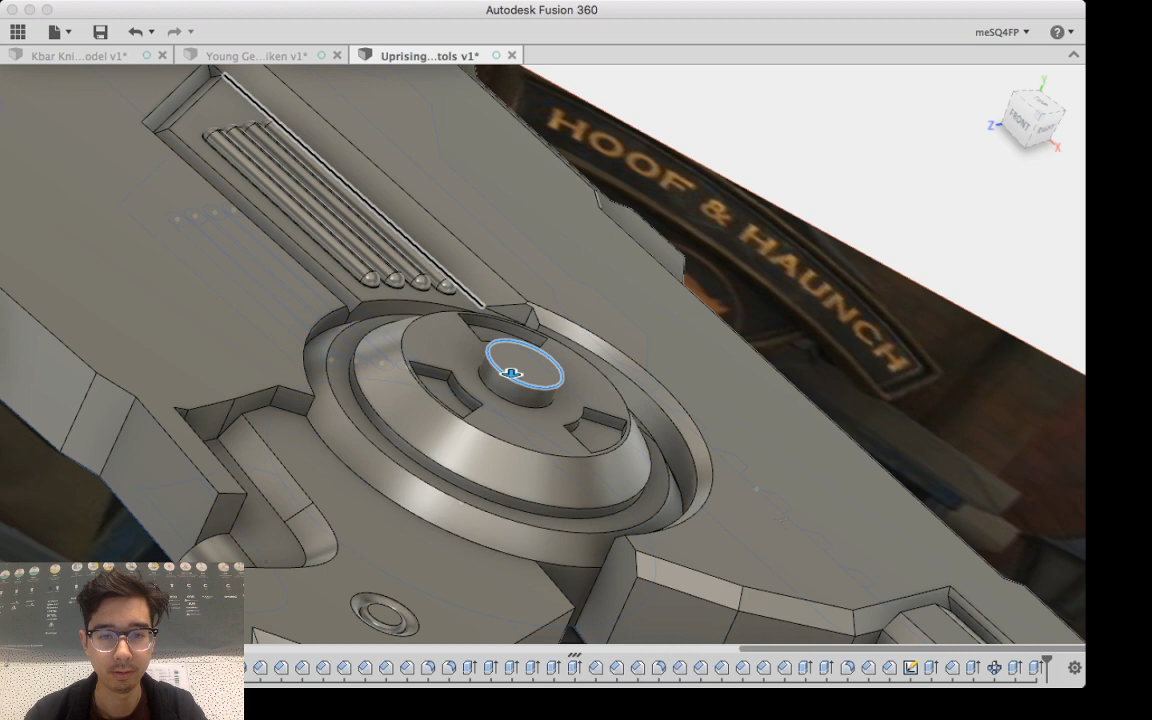 Autodesk Fusion 360
meSQ4FP
Kbar Kni...odel v1*
Young Ge...iken v1*
Uprising...tols v1*
Y
Z
X
FRONT
RIGHT
HOOF & HAUNCH